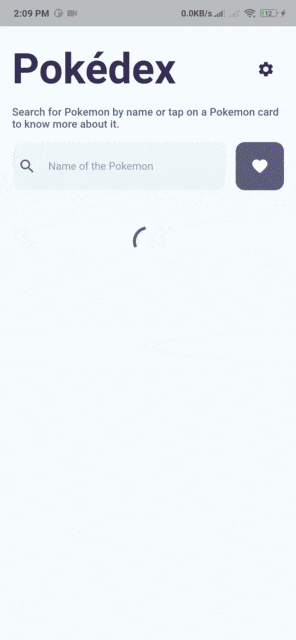 2:09 PM
0.0KB/s
12
Pokédex
Search for Pokemon by name or tap on a Pokemon card
to know more about it.
Name of the Pokemon